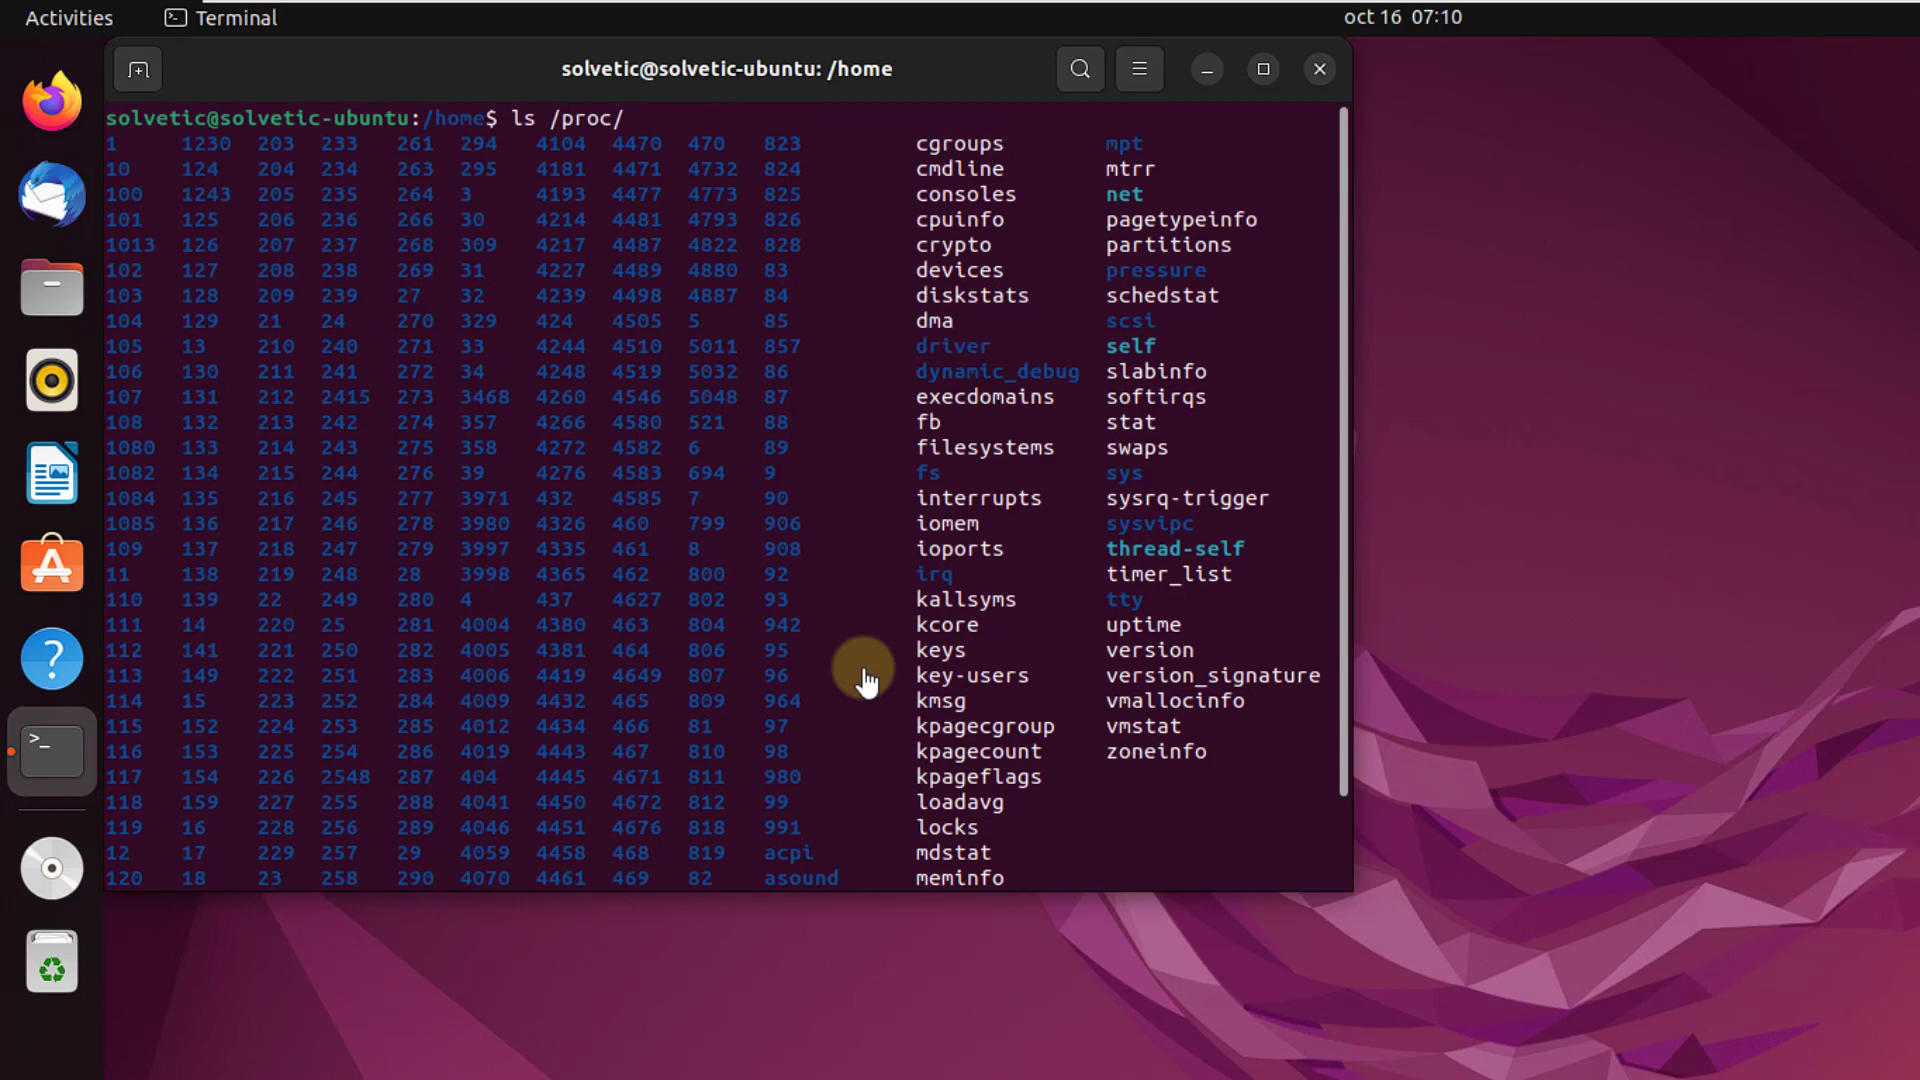 Activities Terminal oct 16 07:10
solvetic@solvetic-ubuntu: /home
solvetic@solvetic-ubuntu:/home$ ls /proc/
1 1230 203 233 261 294 4104 4470 470 823 cgroups mpt
10 124 204 234 263 295 4181 4471 4732 824 cmdline mtrr
100 1243 205 235 264 3 4193 4477 4773 825 consoles net
101 125 206 236 266 30 4214 4481 4793 826 cpuinfo pagetypeinfo
1013 126 207 237 268 309 4217 4487 4822 828 crypto partitions
102 127 208 238 269 31 4227 4489 4880 83 devices pressure
103 128 209 239 27 32 4239 4498 4887 84 diskstats schedstat
104 129 21 24 270 329 424 4505 5 85 dma scsi
105 13 210 240 271 33 4244 4510 5011 857 driver self
106 130 211 241 272 34 4248 4519 5032 86 dynamic_debug slabinfo
107 131 212 2415 273 3468 4260 4546 5048 87 execdomains softirqs
108 132 213 242 274 357 4266 4580 521 88 fb stat
1080 133 214 243 275 358 4272 4582 6 89 filesystems swaps
1082 134 215 244 276 39 4276 4583 694 9 fs sys
1084 135 216 245 277 3971 432 4585 7 90 interrupts sysrq-trigger
1085 136 217 246 278 3980 4326 460 799 906 iomem sysvipc
109 137 218 247 279 3997 4335 461 8 908 ioports thread-self
11 138 219 248 28 3998 4365 462 800 92 irq timer_list
110 139 22 249 280 4 437 4627 802 93 kallsyms tty
111 14 220 25 281 4004 4380 463 804 942 kcore uptime
112 141 221 250 282 4005 4381 464 806 95 keys version
113 149 222 251 283 4006 4419 4649 807 96 key-users version_signature
114 15 223 252 284 4009 4432 465 809 964 kmsg vmallocinfo
115 152 224 253 285 4012 4434 466 81 97 kpagecgroup vmstat
116 153 225 254 286 4019 4443 467 810 98 kpagecount zoneinfo
117 154 226 2548 287 404 4445 4671 811 980 kpageflags
118 159 227 255 288 4041 4450 4672 812 99 loadavg
119 16 228 256 289 4046 4451 4676 818 991 locks
12 17 229 257 29 4059 4458 468 819 acpi mdstat
120 18 23 258 290 4070 4461 469 82 asound meminfo